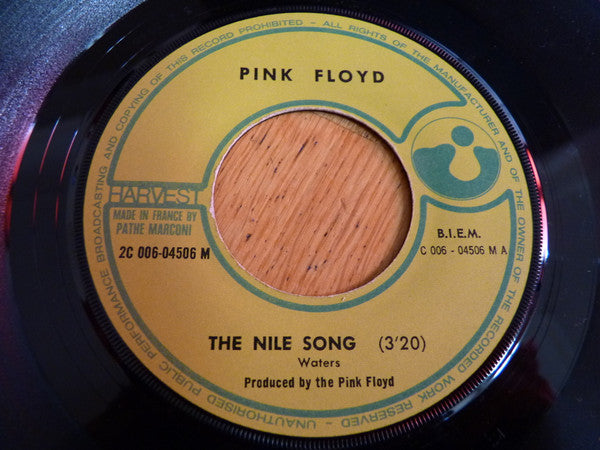 ALL RIGHTS OF THE MANUFACTURER AND OF THE OWNER OF THE RECORDED WORK RESERVED - UNAUTHORISED PUBLIC PERFORMANCE BROADCASTING AND COPYING OF THIS RECORD PROHIBITED -
PINK FLOYD
HARVEST
MADE IN FRANCE BY
PATHE MARCONI
2C 006-04506 M
B.I.E.M.
C 006 - 04506 M A
THE NILE SONG (3'20)
Waters
Produced by the Pink Floyd